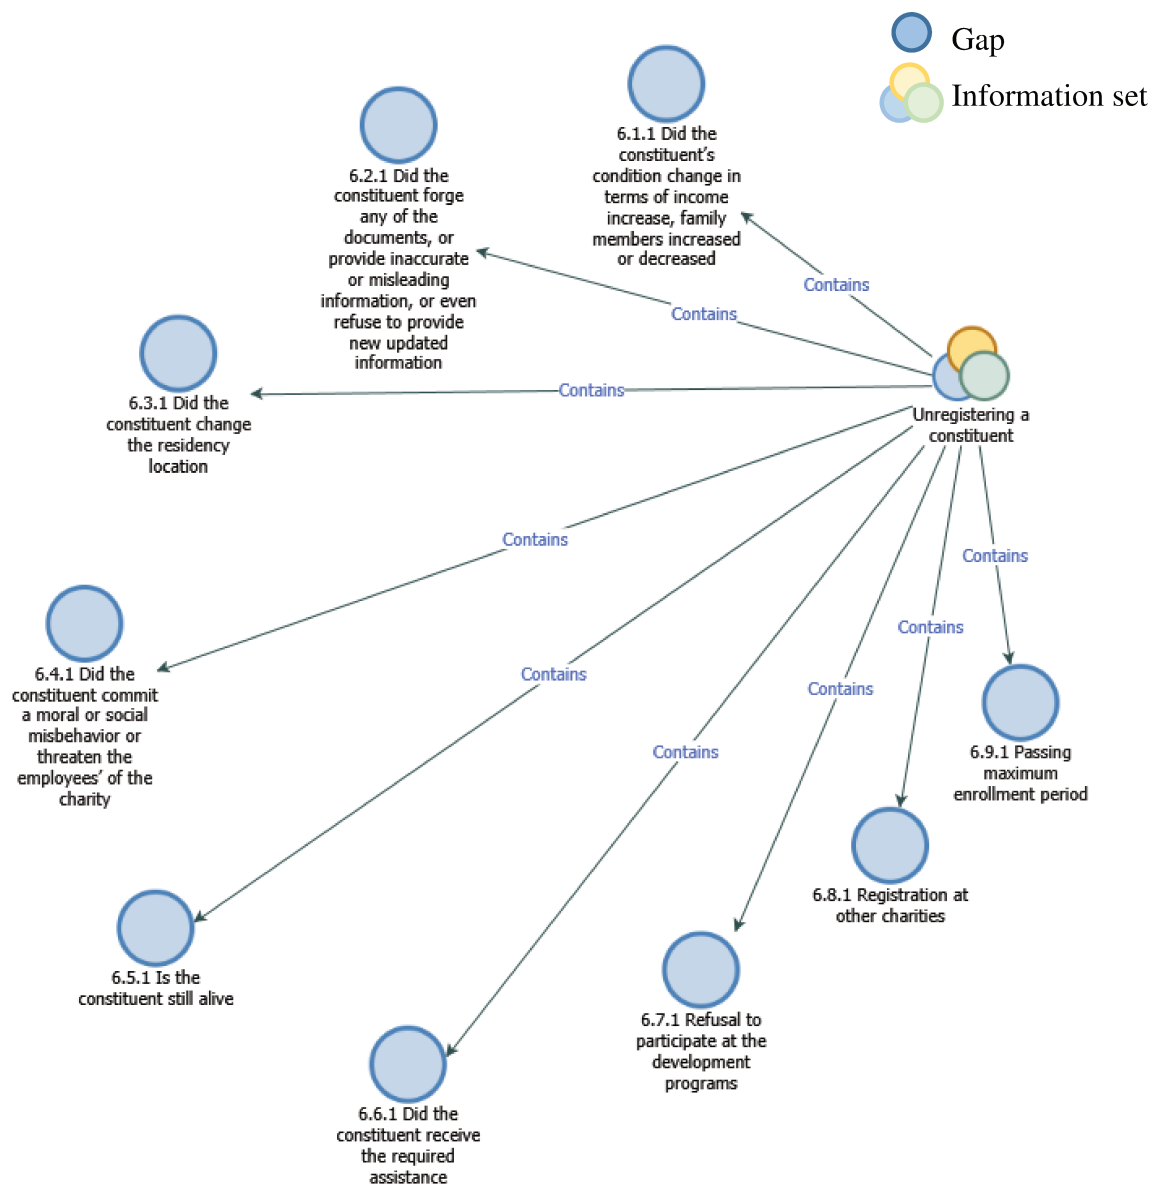 Gap
Information set
6.1.1 Did the
constituent's
condition change in
terms of income
increase, family
members increased
or decreased
6.2.1 Did the
constituent forge
any of the
documents, or
provide inaccurate
or misleading
information, or even
refuse to provide
new updated
information
Contains
Contains
6.3.1 Did the
constituent change
the residency
location
Contains
Unregistering a
constituent
Contains
Contains
Contains
Contains
Contains
Contains
6.4.1 Did the
constituent commit
a moral or social
misbehavior or
threaten the
employees' of the
charity
6.9.1 Passing
maximum
enrollment period
6.8.1 Registration at
other charities
6.5.1 Is the
constituent still alive
6.7.1 Refusal to
participate at the
development
programs
6.6.1 Did the
constituent receive
the required
assistance